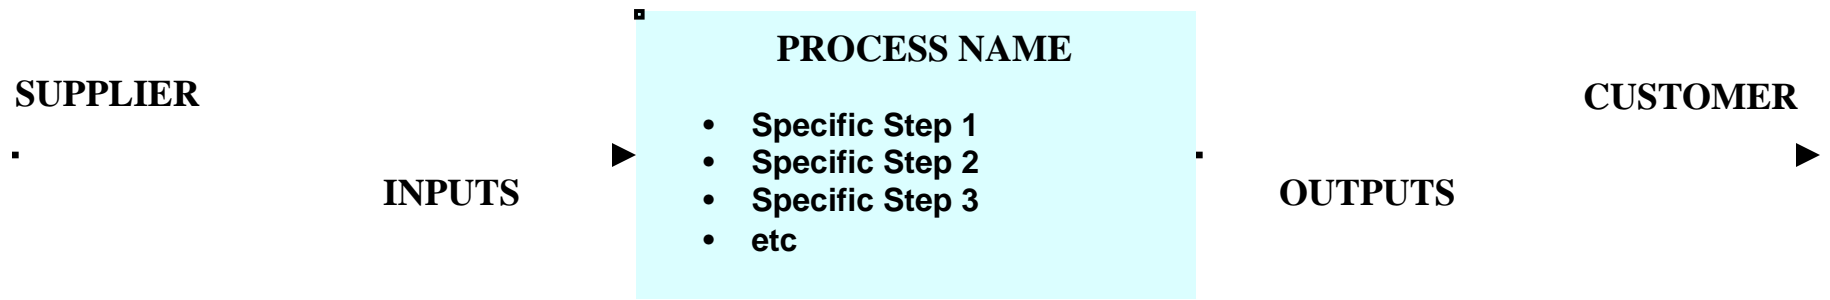 PROCESS NAME
SUPPLIER
CUSTOMER
• Specific Step 1
• Specific Step 2
• Specific Step 3
• etc
INPUTS
OUTPUTS